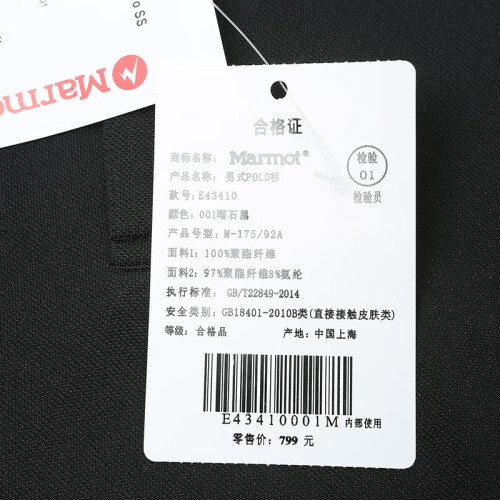 oss
Marmo
合格证
商标名称: Marmot®
产品名称: 男式POLO衫
款号: E43410
颜色: 001曜石黑
产品号型: M-175/92A
面料1: 100%聚酯纤维
面料2: 97%聚酯纤维3%氨纶
执行标准: GB/T22849-2014
安全类别: GB18401-2010B类(直接接触皮肤类)
等级: 合格品 产地: 中国上海
检验
01
检验员
E43410001M 内部使用
零售价: 799 元